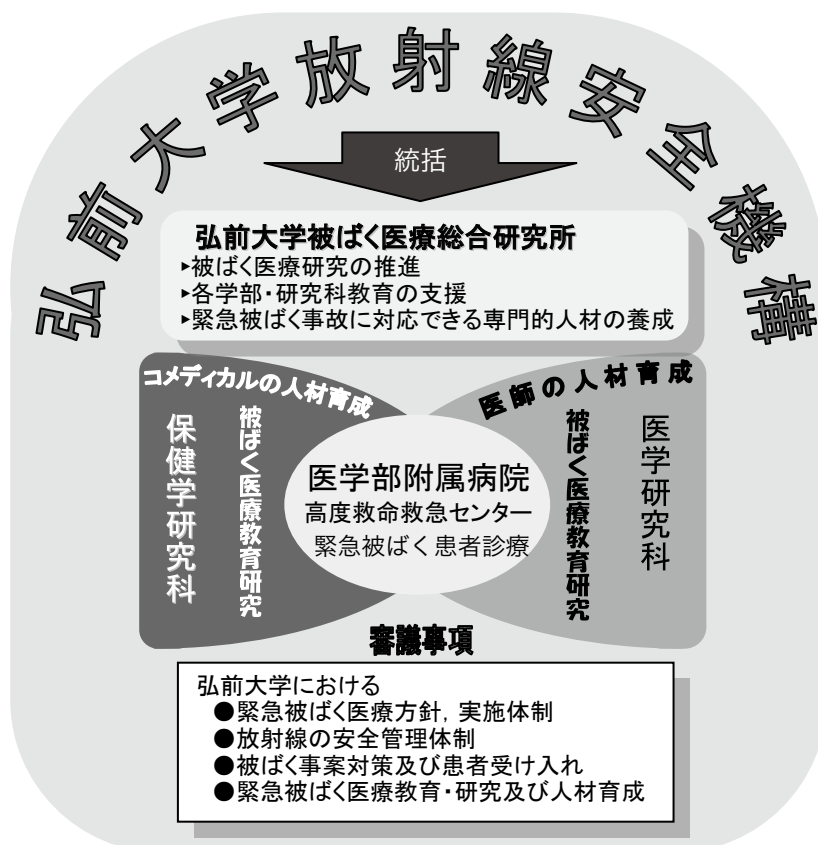 弘前大学放射線安全機構
統括
弘前大学被ばく医療総合研究所
▸被ばく医療研究の推進
▸各学部・研究科教育の支援
▸緊急被ばく事故に対応できる専門的人材の養成
コメディカルの人材育成
医師の人材育成
保健学研究科
被ばく医療教育研究
医学部附属病院
高度救命救急センター
緊急被ばく患者診療
被ばく医療教育研究
医学研究科
審議事項
弘前大学における
●緊急被ばく医療方針, 実施体制
●放射線の安全管理体制
●被ばく事案対策及び患者受け入れ
●緊急被ばく医療教育・研究及び人材育成